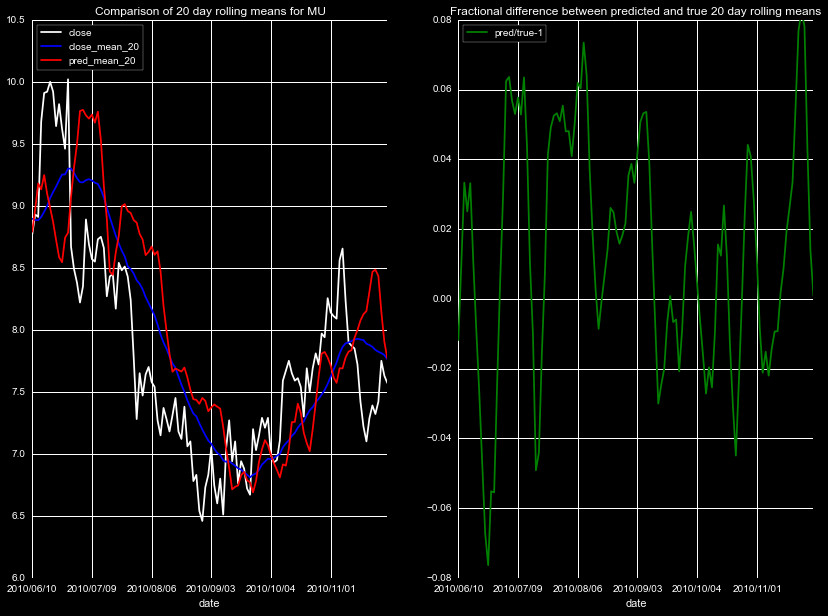 Comparison of 20 day rolling means for MU
close
close_mean_20
pred_mean_20
10.5
10.0
9.5
9.0
8.5
8.0
7.5
7.0
6.5
6.0
2010/06/10 2010/07/09 2010/08/06 2010/09/03 2010/10/04 2010/11/01
date
Fractional difference between predicted and true 20 day rolling means
pred/true-1
0.08
0.06
0.04
0.02
0.00
−0.02
−0.04
−0.06
−0.08
2010/06/10 2010/07/09 2010/08/06 2010/09/03 2010/10/04 2010/11/01
date